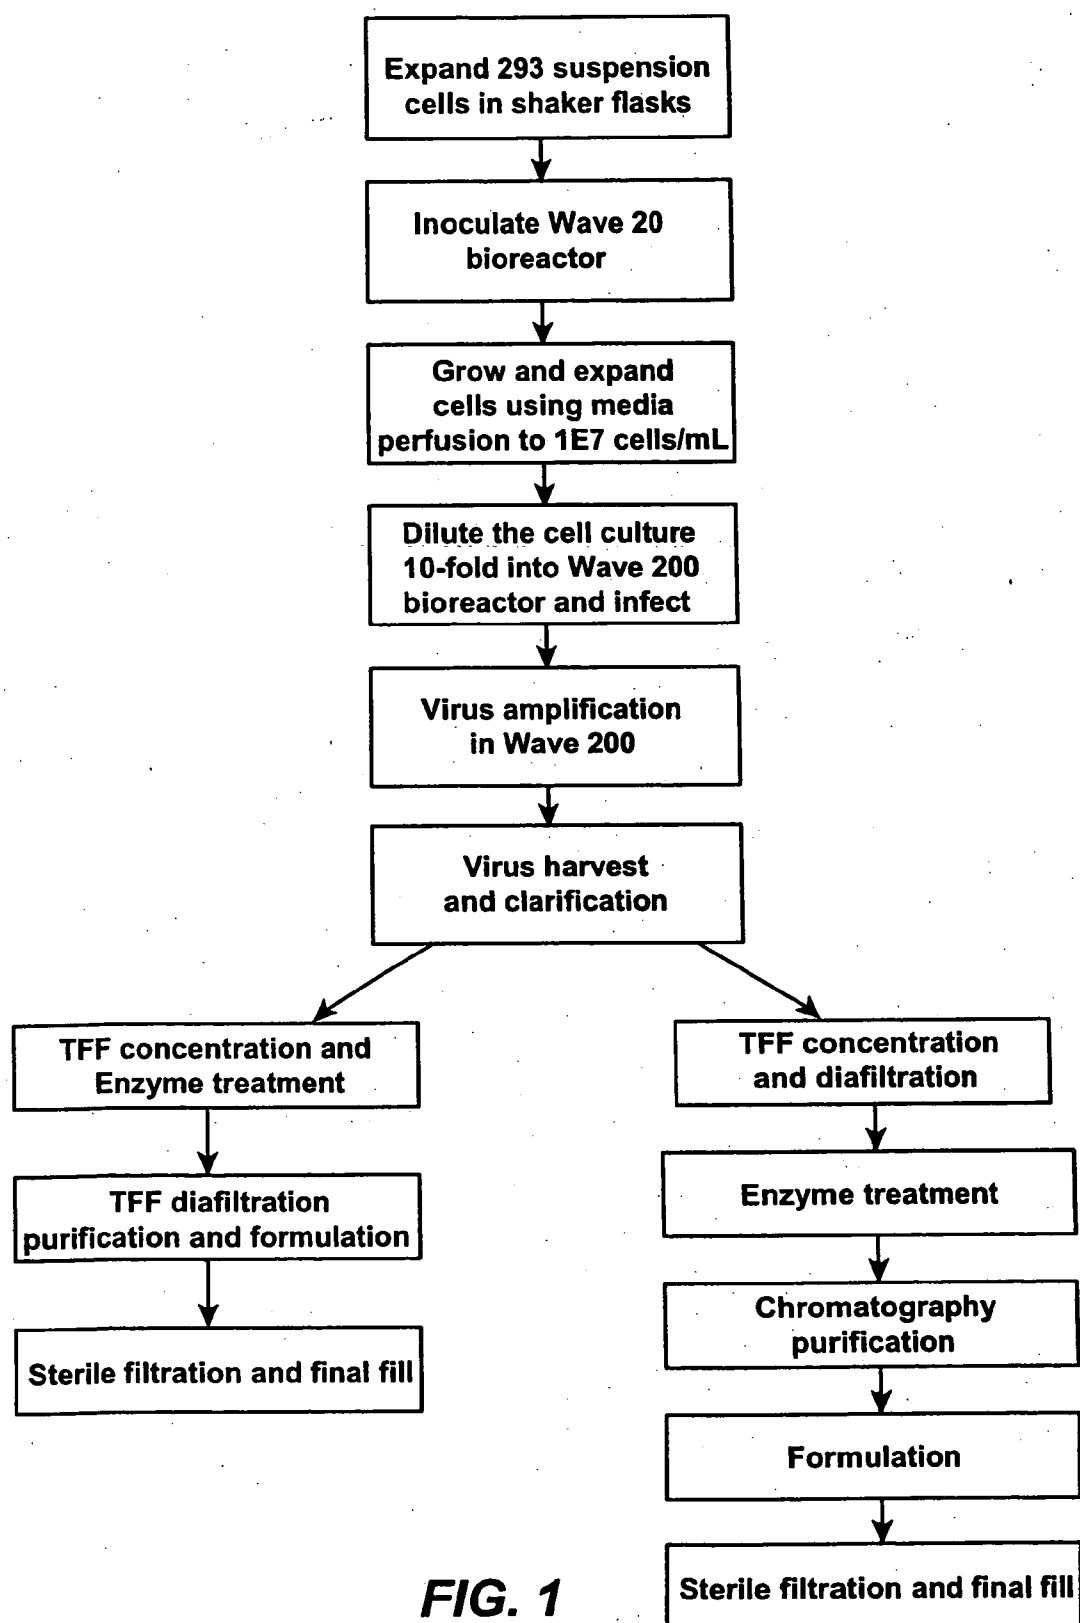 Expand 293 suspension
cells in shaker flasks
Inoculate Wave 20
bioreactor
Grow and expand
cells using media
perfusion to 1E7 cells/mL
Dilute the cell culture
10-fold into Wave 200
bioreactor and infect
Virus amplification
in Wave 200
Virus harvest
and clarification
TFF concentration and
Enzyme treatment
TFF diafiltration
purification and formulation
Sterile filtration and final fill
TFF concentration
and diafiltration
Enzyme treatment
Chromatography
purification
Formulation
Sterile filtration and final fill
FIG. 1